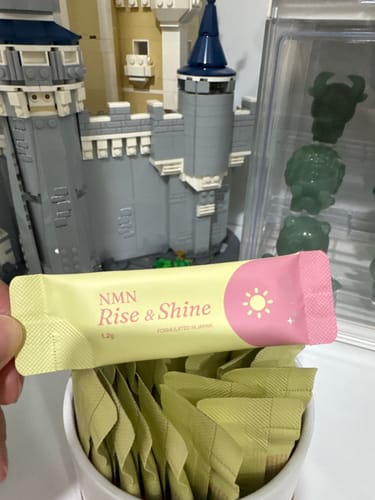 NMN
Rise & Shine
1.2g
FORMULATED IN JAPAN